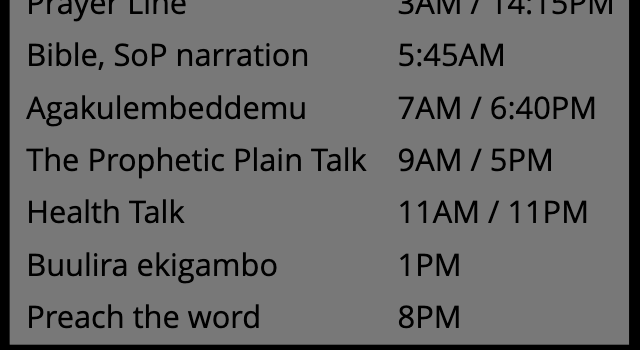 Prayer Line 3AM / 14:15PM
Bible, SoP narration 5:45AM
Agakulembeddemu 7AM / 6:40PM
The Prophetic Plain Talk 9AM / 5PM
Health Talk 11AM / 11PM
Buulira ekigambo 1PM
Preach the word 8PM